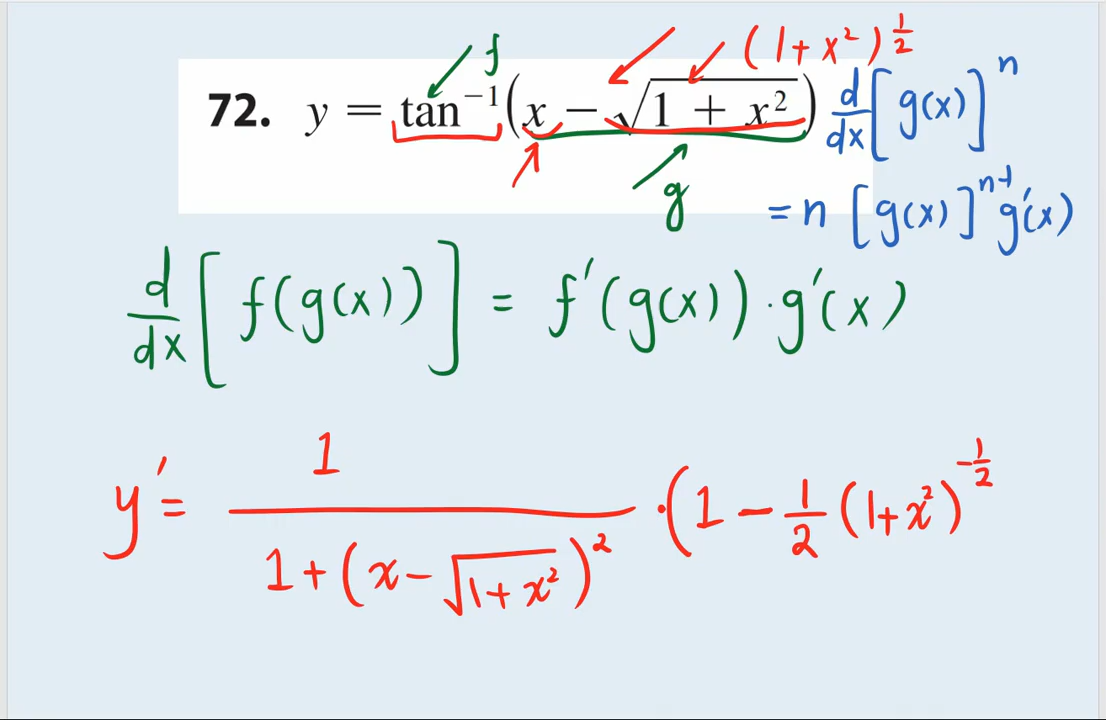 f
(1 + x²)^½
72. y = tan⁻¹(x − √(1 + x²))
d/dx [g(x)]ⁿ
g
= n [g(x)]ⁿ⁻¹ g′(x)
d/dx [f(g(x))] = f′(g(x)) · g′(x)
y′ = 1/(1 + (x − √(1 + x²))²) · (1 − ½(1 + x²)^−½